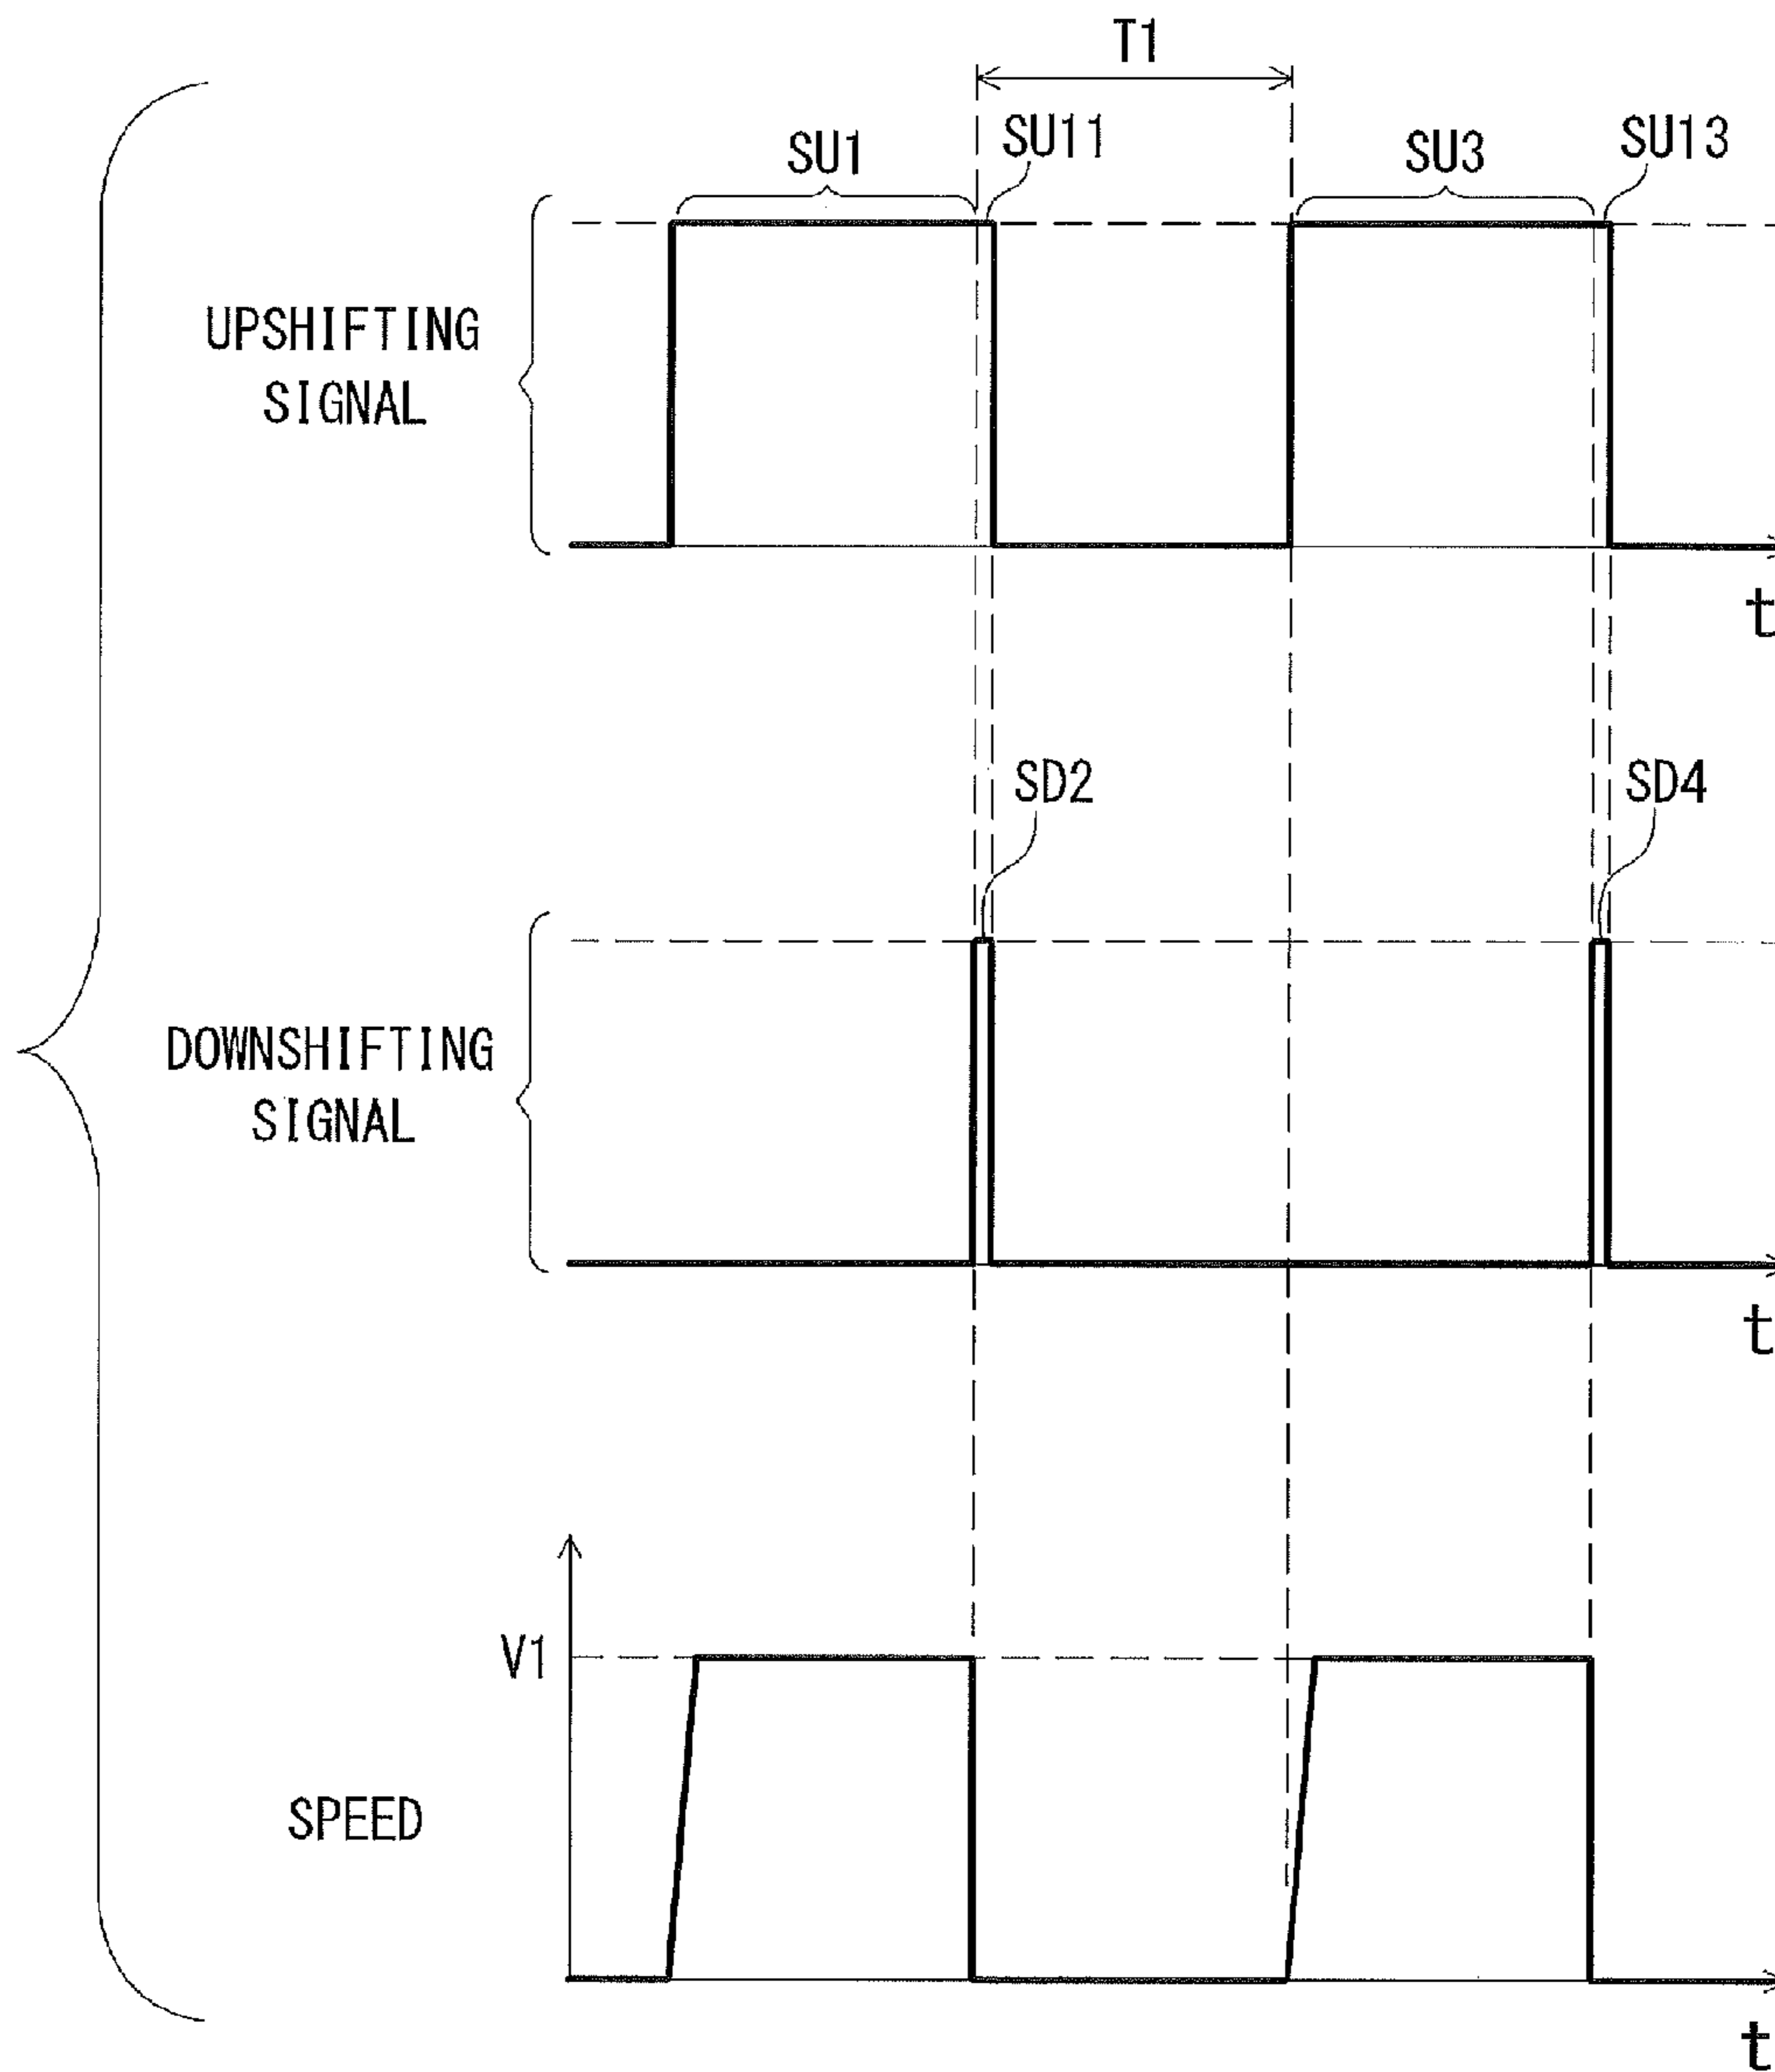 T1
SU1
SU11
SU3
SU13
UPSHIFTING
SIGNAL
t
SD2
SD4
DOWNSHIFTING
SIGNAL
t
V1
SPEED
t